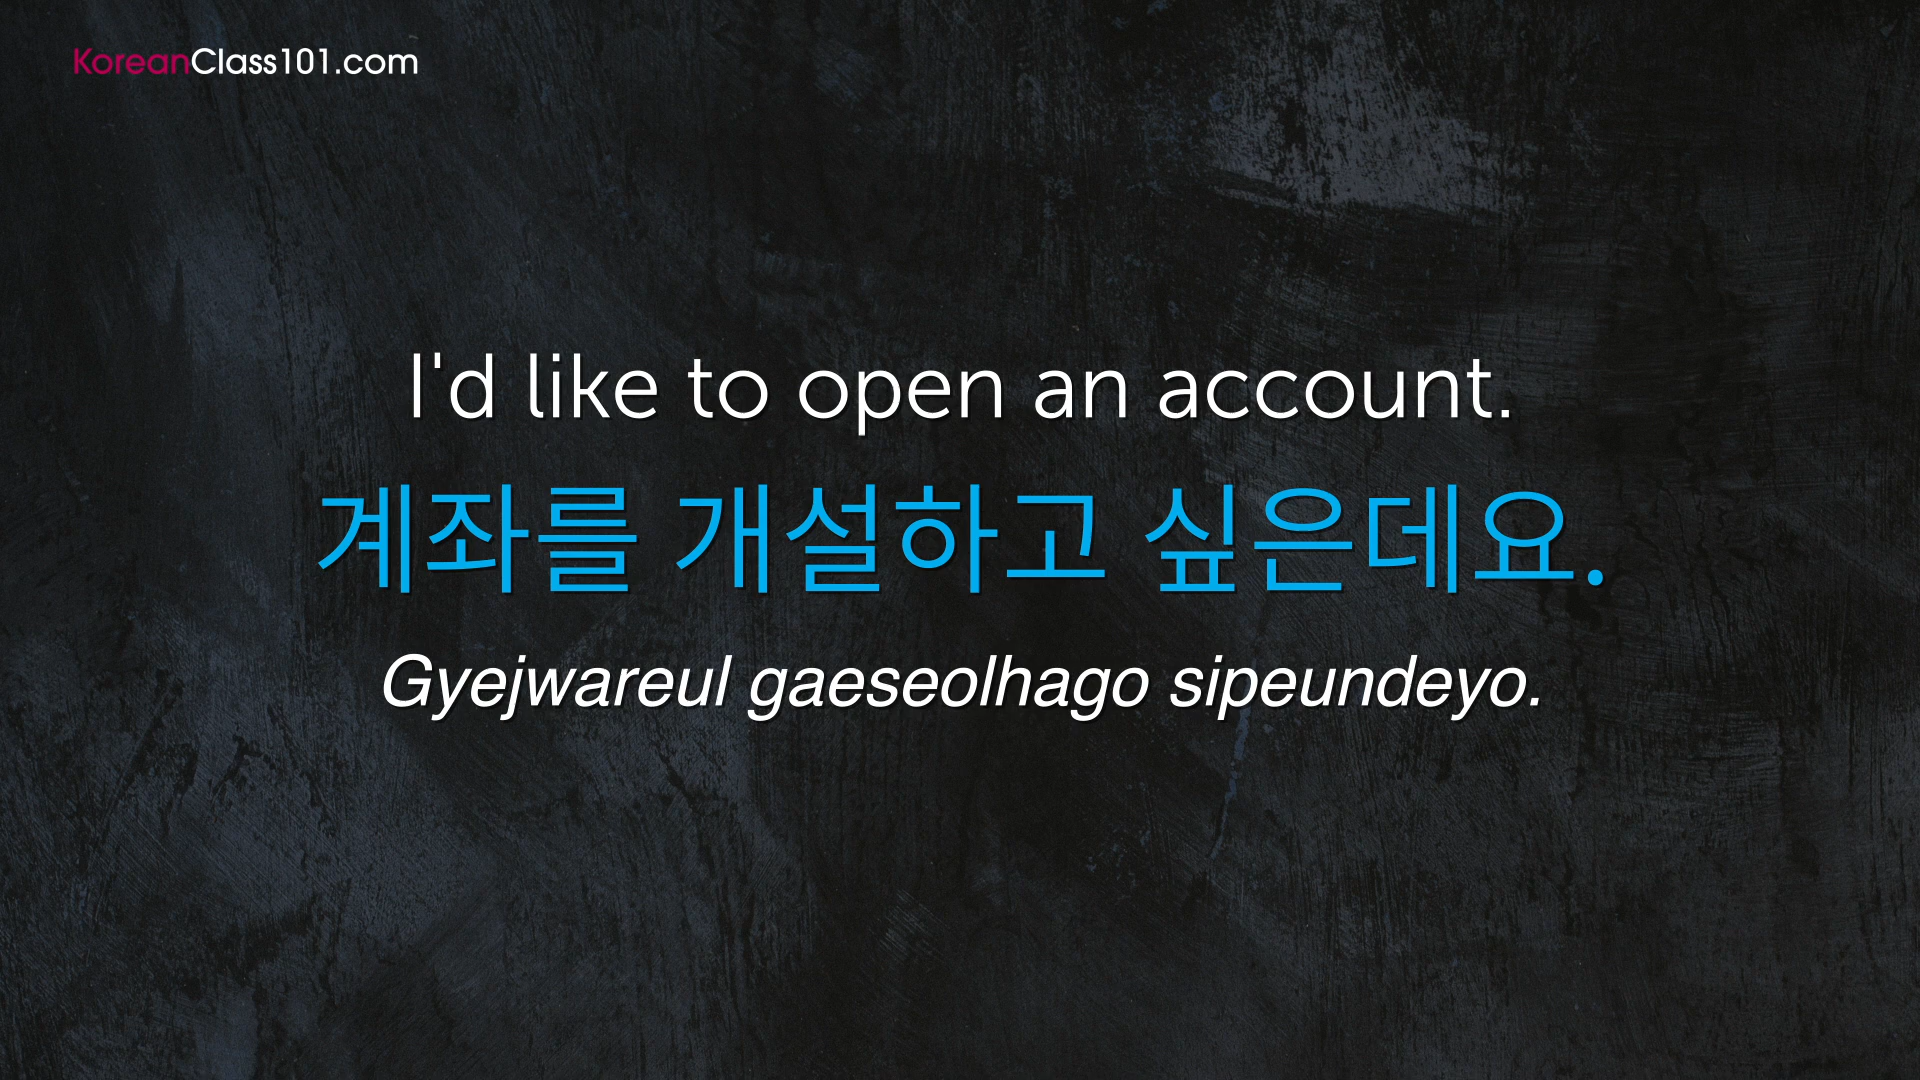 KoreanClass101.com
I'd like to open an account.
계좌를 개설하고 싶은데요.
Gyejwareul gaeseolhago sipeundeyo.